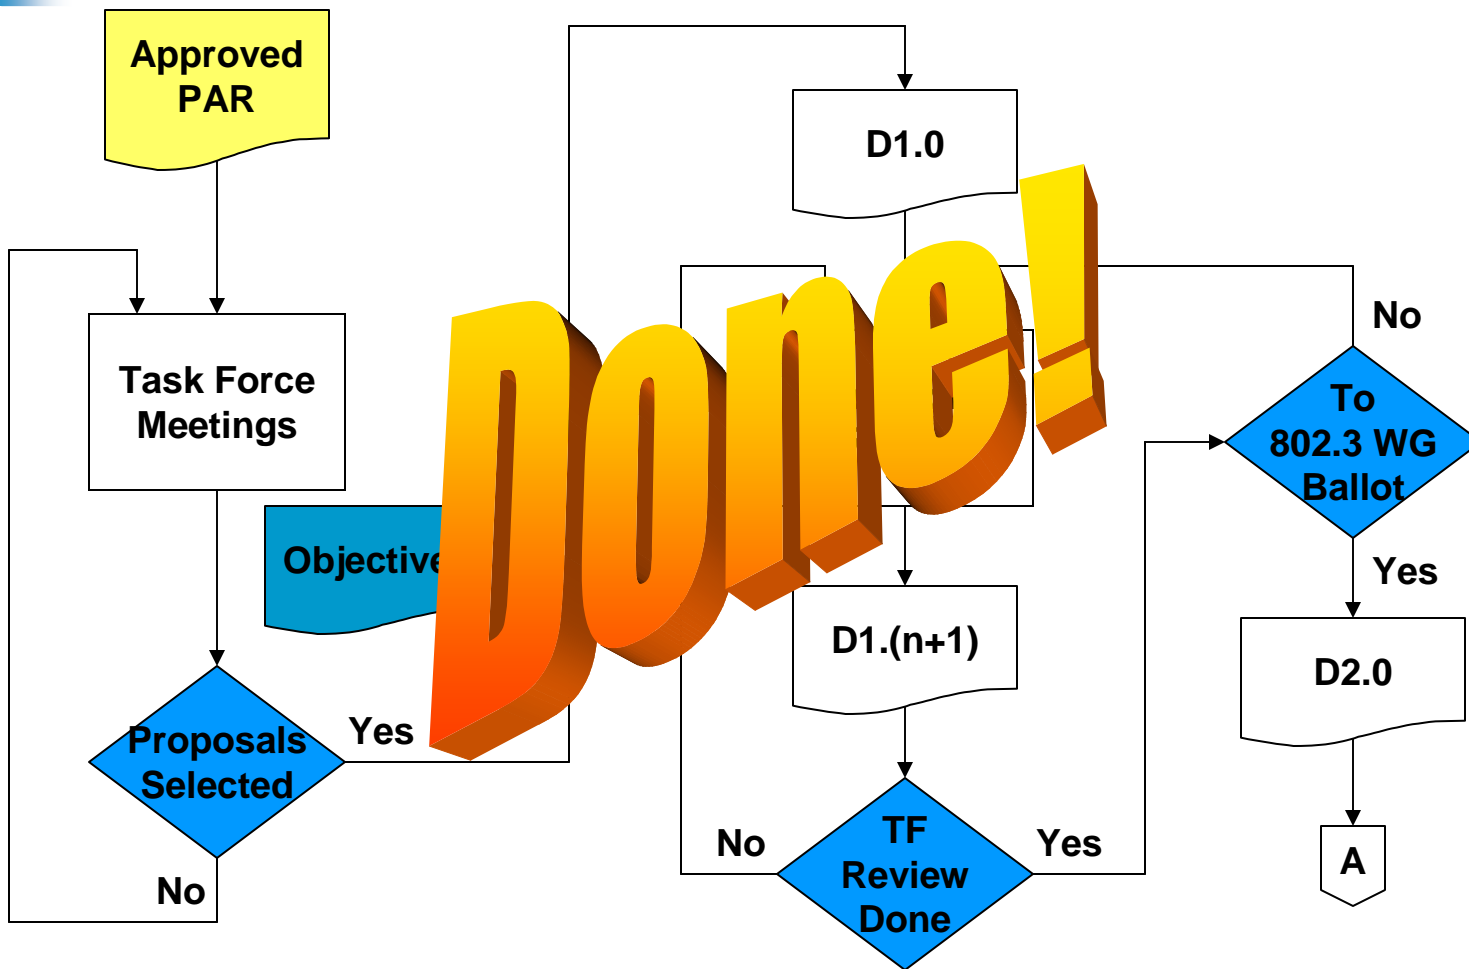 Approved
PAR
Task Force
Meetings
Objective
Proposals
Selected
Yes
No
D1.0
Done!
D1.(n+1)
TF
Review
Done
No
Yes
No
To
802.3 WG
Ballot
Yes
D2.0
A